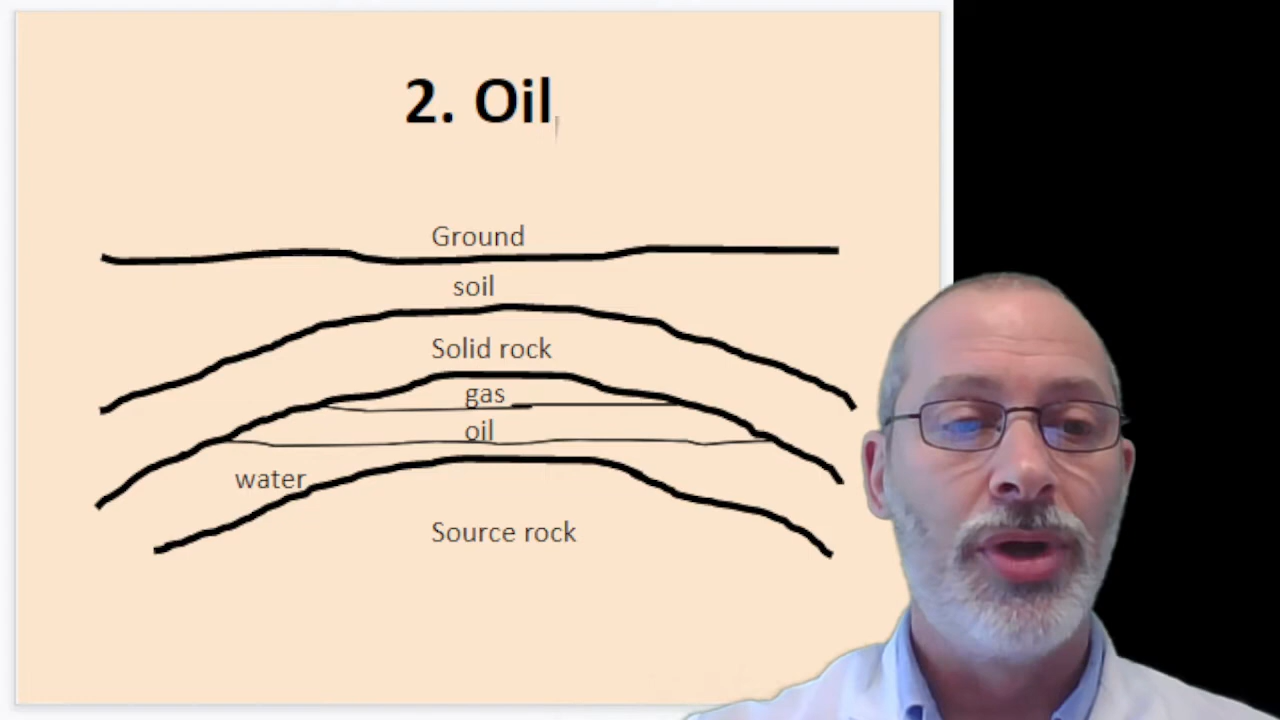 2. Oil
Ground
soil
Solid rock
gas
oil
water
Source rock